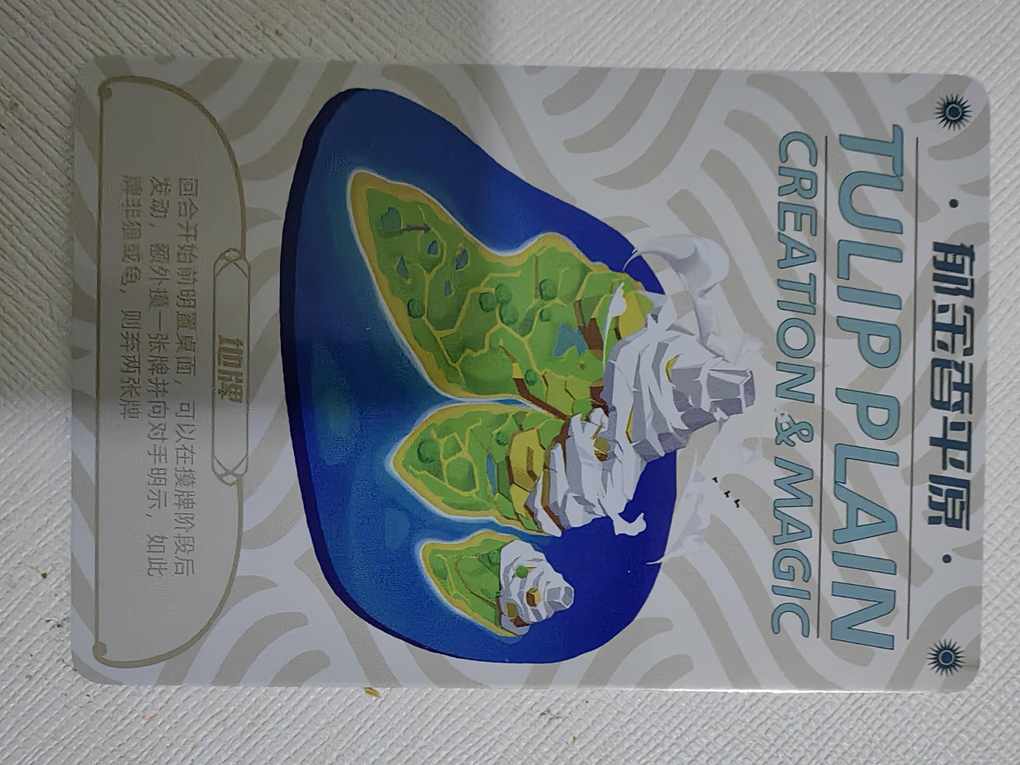 ·郁金香平原·
TULIP PLAIN
CREATION & MAGIC
地牌
回合开始前明置桌面，可以在摸牌阶段后
发动，额外摸一张牌并向对手明示，如此
牌非狼或龟，则弃两张牌